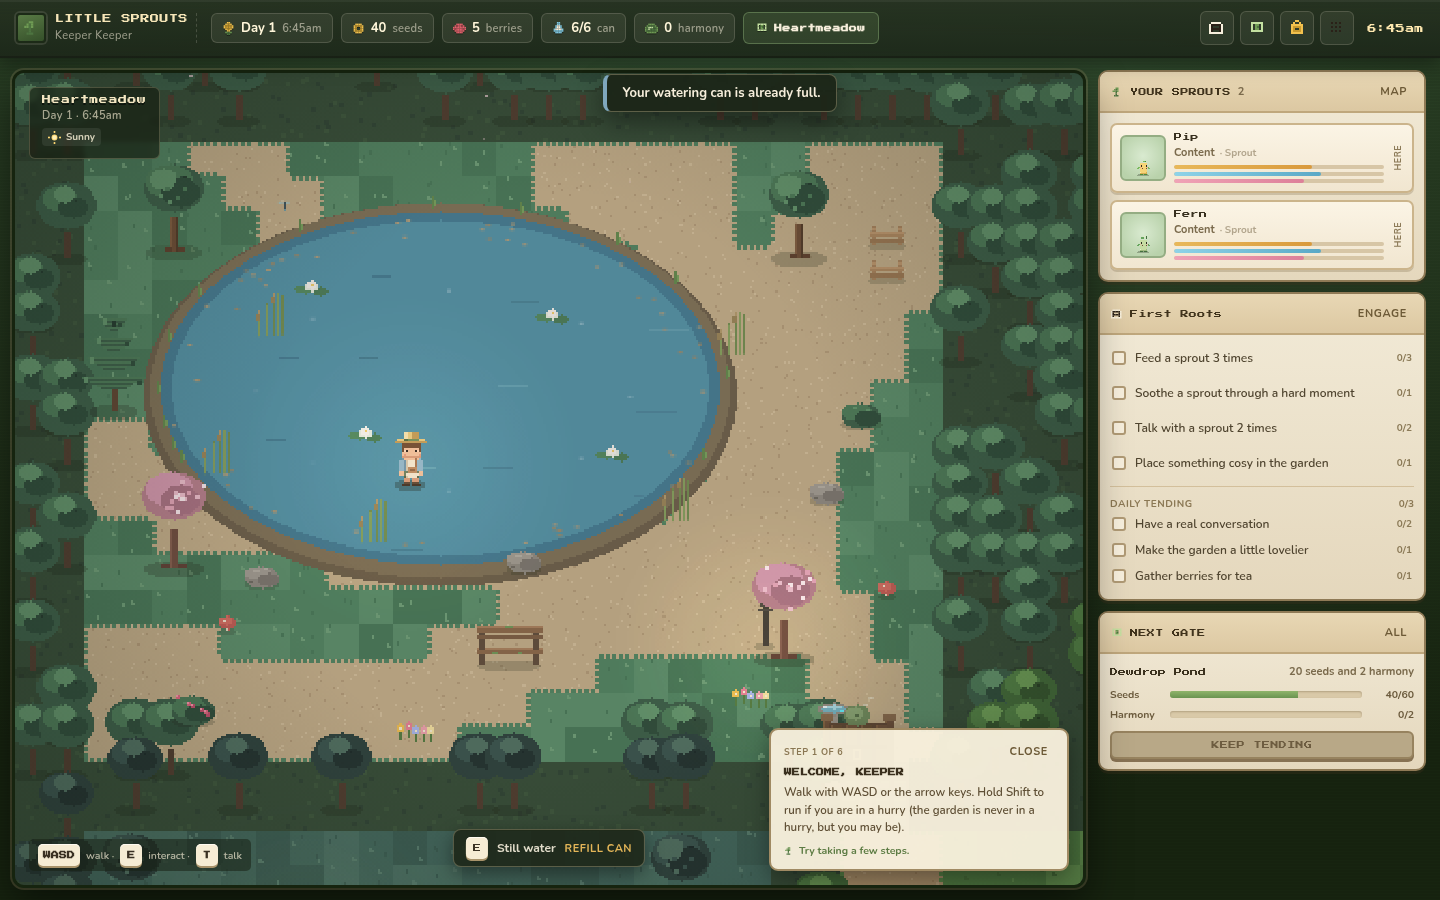 LITTLE SPROUTS
Keeper Keeper
Day 1 6:45am
40 seeds
5 berries
6/6 can
0 harmony
Heartmeadow
6:45am
Heartmeadow
Day 1 · 6:45am
Sunny
Your watering can is already full.
YOUR SPROUTS 2
MAP
Pip
Content · Sprout
HERE
Fern
Content · Sprout
HERE
First Roots
ENGAGE
Feed a sprout 3 times 0/3
Soothe a sprout through a hard moment 0/1
Talk with a sprout 2 times 0/2
Place something cosy in the garden 0/1
DAILY TENDING 0/3
Have a real conversation 0/2
Make the garden a little lovelier 0/1
Gather berries for tea 0/1
NEXT GATE
ALL
Dewdrop Pond 20 seeds and 2 harmony
Seeds 40/60
Harmony 0/2
KEEP TENDING
STEP 1 OF 6
CLOSE
WELCOME, KEEPER
Walk with WASD or the arrow keys. Hold Shift to
run if you are in a hurry (the garden is never in a
hurry, but you may be).
Try taking a few steps.
WASD walk · E interact · T talk
E Still water REFILL CAN